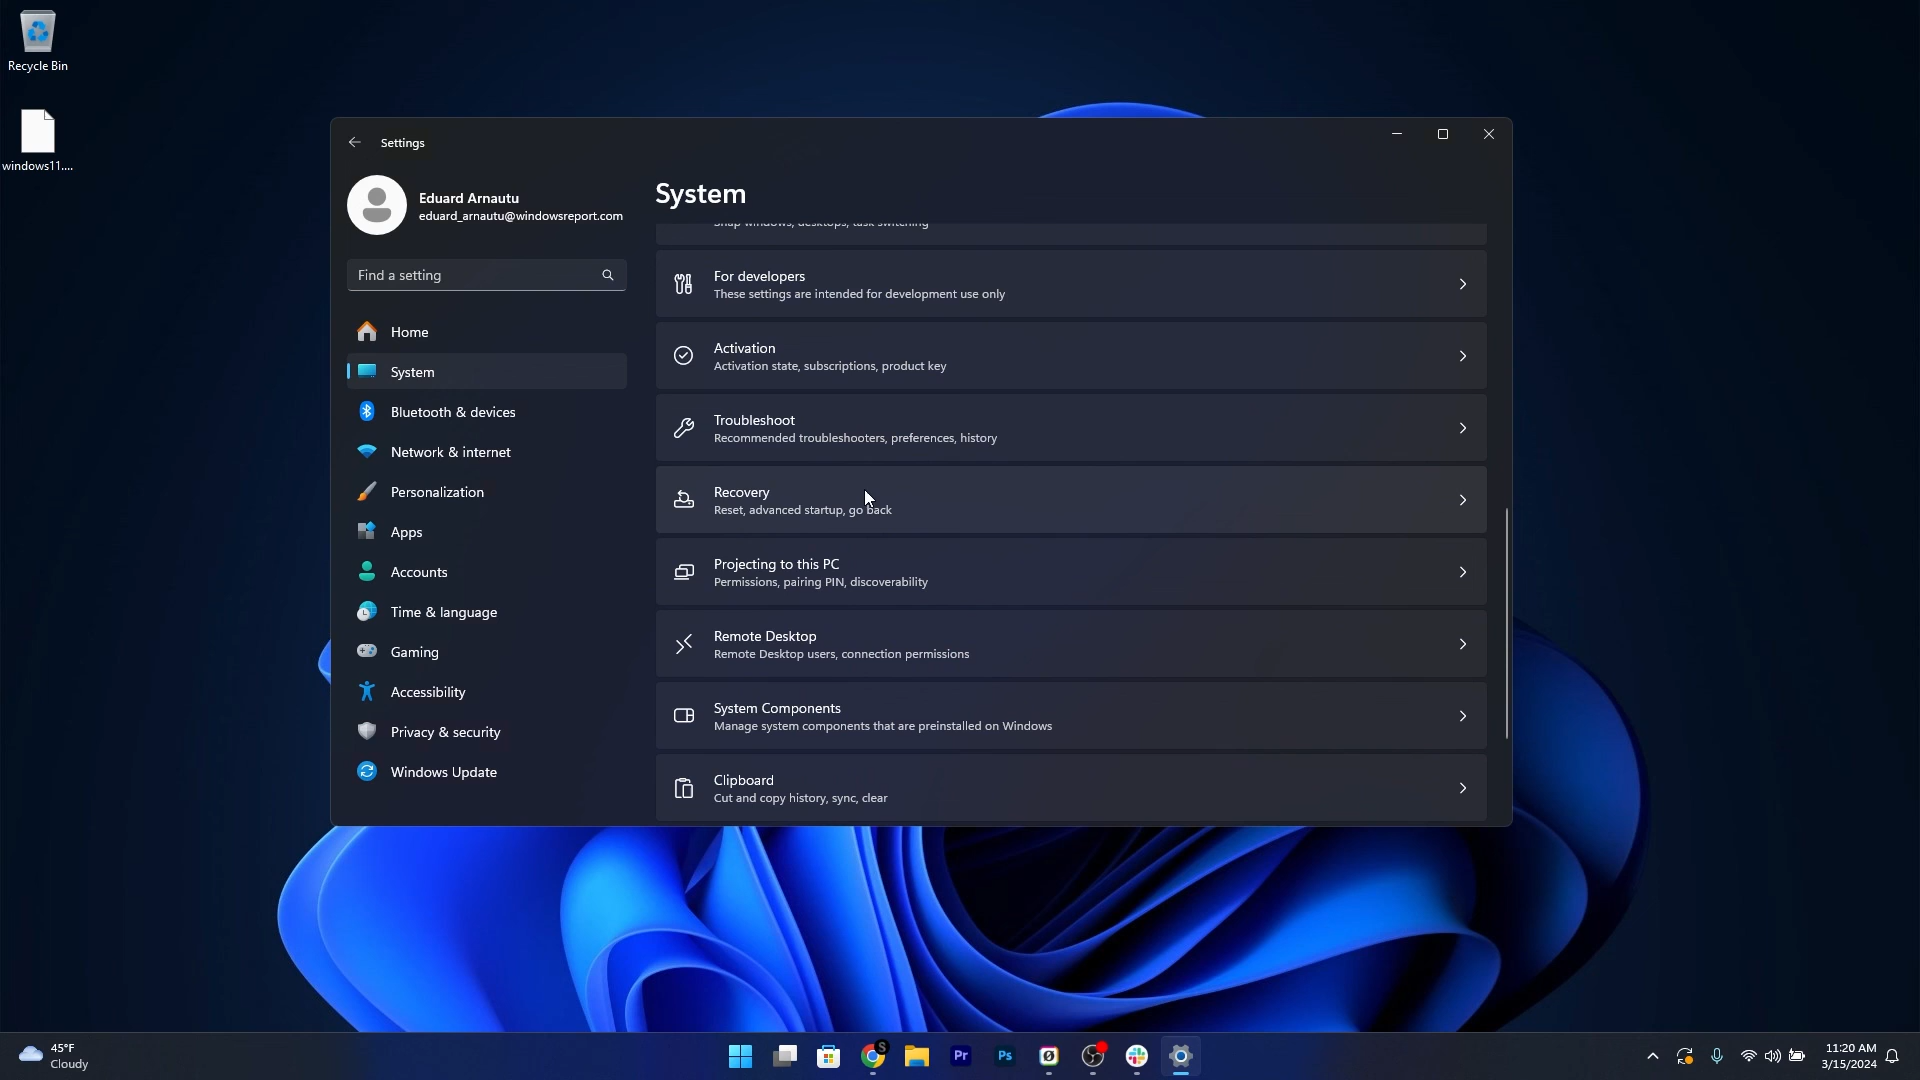 Recycle Bin
windows11....
Settings
Eduard Arnautu
eduard_arnautu@windowsreport.com
Find a setting
Home
System
Bluetooth & devices
Network & internet
Personalization
Apps
Accounts
Time & language
Gaming
Accessibility
Privacy & security
Windows Update
System
Snap windows, desktops, task switching
For developers
These settings are intended for development use only
Activation
Activation state, subscriptions, product key
Troubleshoot
Recommended troubleshooters, preferences, history
Recovery
Reset, advanced startup, go back
Projecting to this PC
Permissions, pairing PIN, discoverability
Remote Desktop
Remote Desktop users, connection permissions
System Components
Manage system components that are preinstalled on Windows
Clipboard
Cut and copy history, sync, clear
45°F
Cloudy
S
Pr
Ps
11:20 AM
3/15/2024